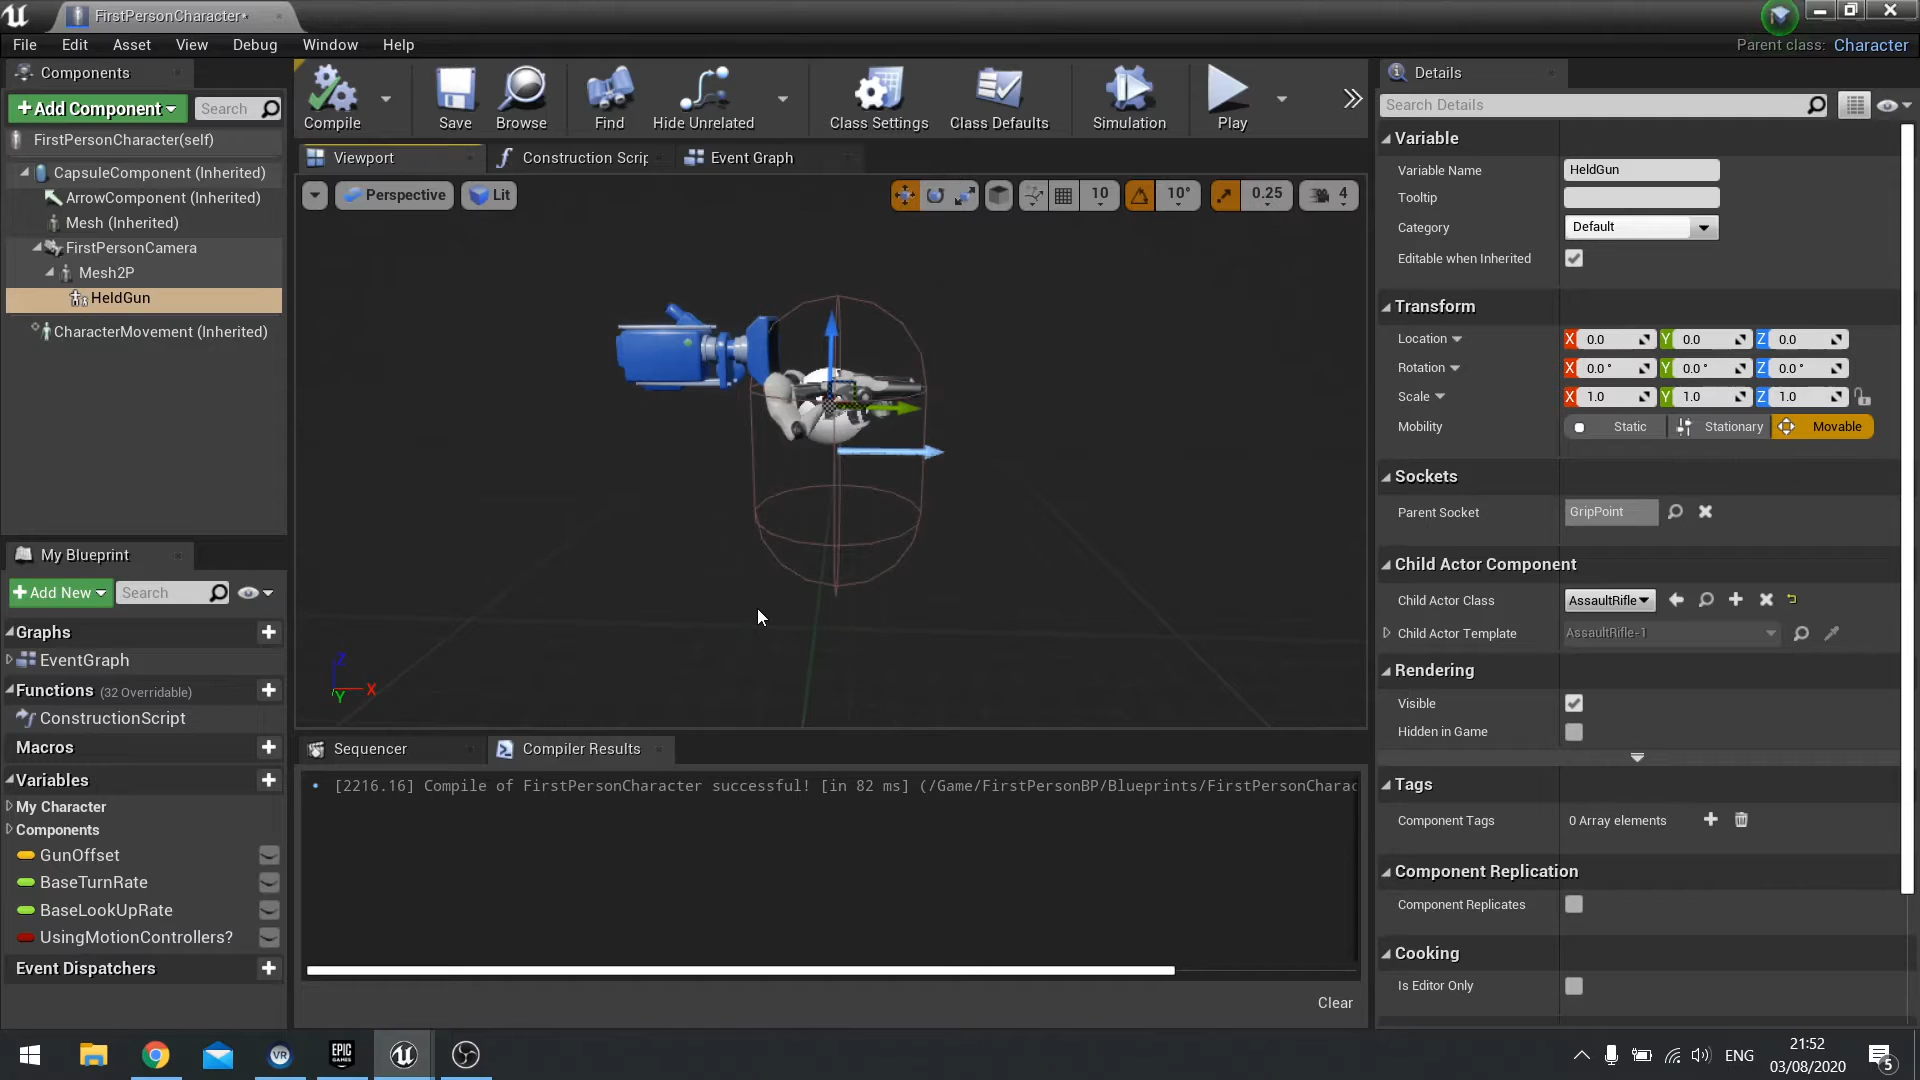 FirstPersonCharacter*
File Edit Asset View Debug Window Help
Parent class: Character
Components
+ Add Component Search
FirstPersonCharacter(self)
CapsuleComponent (Inherited)
ArrowComponent (Inherited)
Mesh (Inherited)
FirstPersonCamera
Mesh2P
HeldGun
CharacterMovement (Inherited)
Compile Save Browse Find Hide Unrelated Class Settings Class Defaults Simulation Play
Viewport Construction Scrip Event Graph
Perspective Lit 10 10° 0.25 4
Z
X
Y
My Blueprint
+ Add New Search
Graphs
EventGraph
Functions (32 Overridable)
ConstructionScript
Macros
Variables
My Character
Components
GunOffset
BaseTurnRate
BaseLookUpRate
UsingMotionControllers?
Event Dispatchers
Sequencer Compiler Results
[2216.16] Compile of FirstPersonCharacter successful! [in 82 ms] (/Game/FirstPersonBP/Blueprints/FirstPersonCharac
Clear
Details
Search Details
Variable
Variable Name HeldGun
Tooltip
Category Default
Editable when Inherited
Transform
Location X 0.0 Y 0.0 Z 0.0
Rotation X 0.0 ° Y 0.0 ° Z 0.0 °
Scale X 1.0 Y 1.0 Z 1.0
Mobility Static Stationary Movable
Sockets
Parent Socket GripPoint
Child Actor Component
Child Actor Class AssaultRifle
Child Actor Template AssaultRifle-1
Rendering
Visible
Hidden in Game
Tags
Component Tags 0 Array elements
Component Replication
Component Replicates
Cooking
Is Editor Only
VR
EPIC
GAMES
ENG
21:52
03/08/2020
5